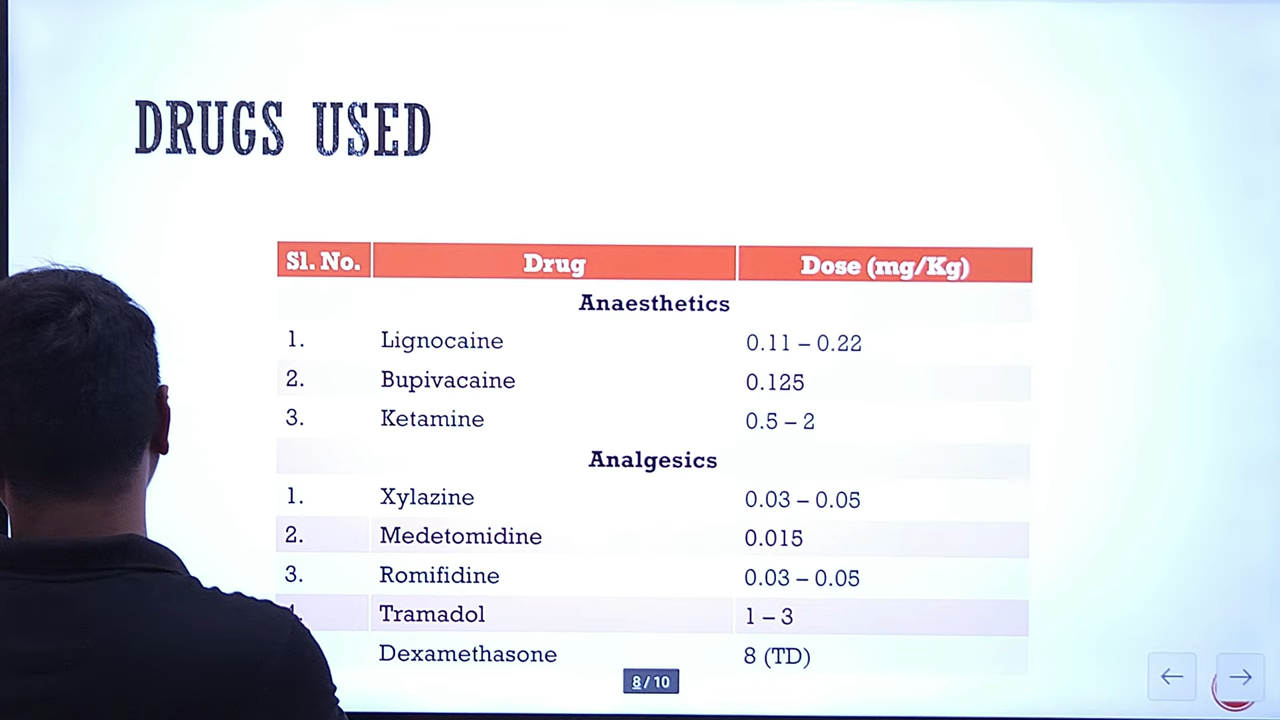 DRUGS USED
Sl. No. Drug Dose (mg/Kg)
Anaesthetics
1. Lignocaine 0.11 – 0.22
2. Bupivacaine 0.125
3. Ketamine 0.5 – 2
Analgesics
1. Xylazine 0.03 – 0.05
2. Medetomidine 0.015
3. Romifidine 0.03 – 0.05
Tramadol 1 – 3
Dexamethasone 8 (TD)
8 / 10